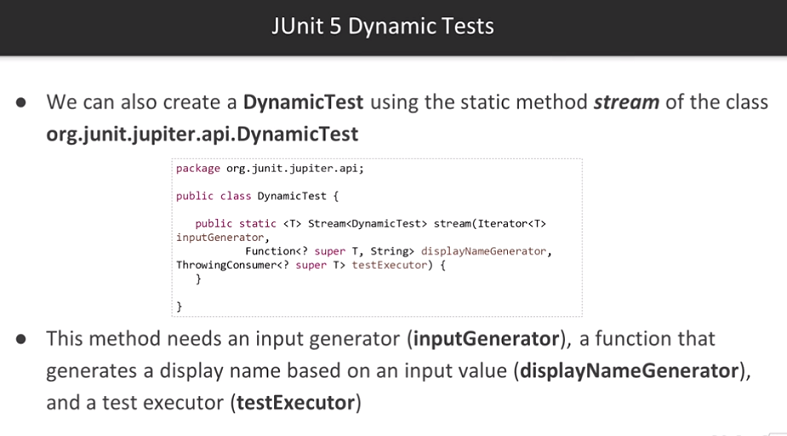 JUnit 5 Dynamic Tests
● We can also create a DynamicTest using the static method stream of the class
org.junit.jupiter.api.DynamicTest
package org.junit.jupiter.api;
public class DynamicTest {
public static <T> Stream<DynamicTest> stream(Iterator<T>
inputGenerator,
Function<? super T, String> displayNameGenerator,
ThrowingConsumer<? super T> testExecutor) {
}
}
● This method needs an input generator (inputGenerator), a function that
generates a display name based on an input value (displayNameGenerator),
and a test executor (testExecutor)